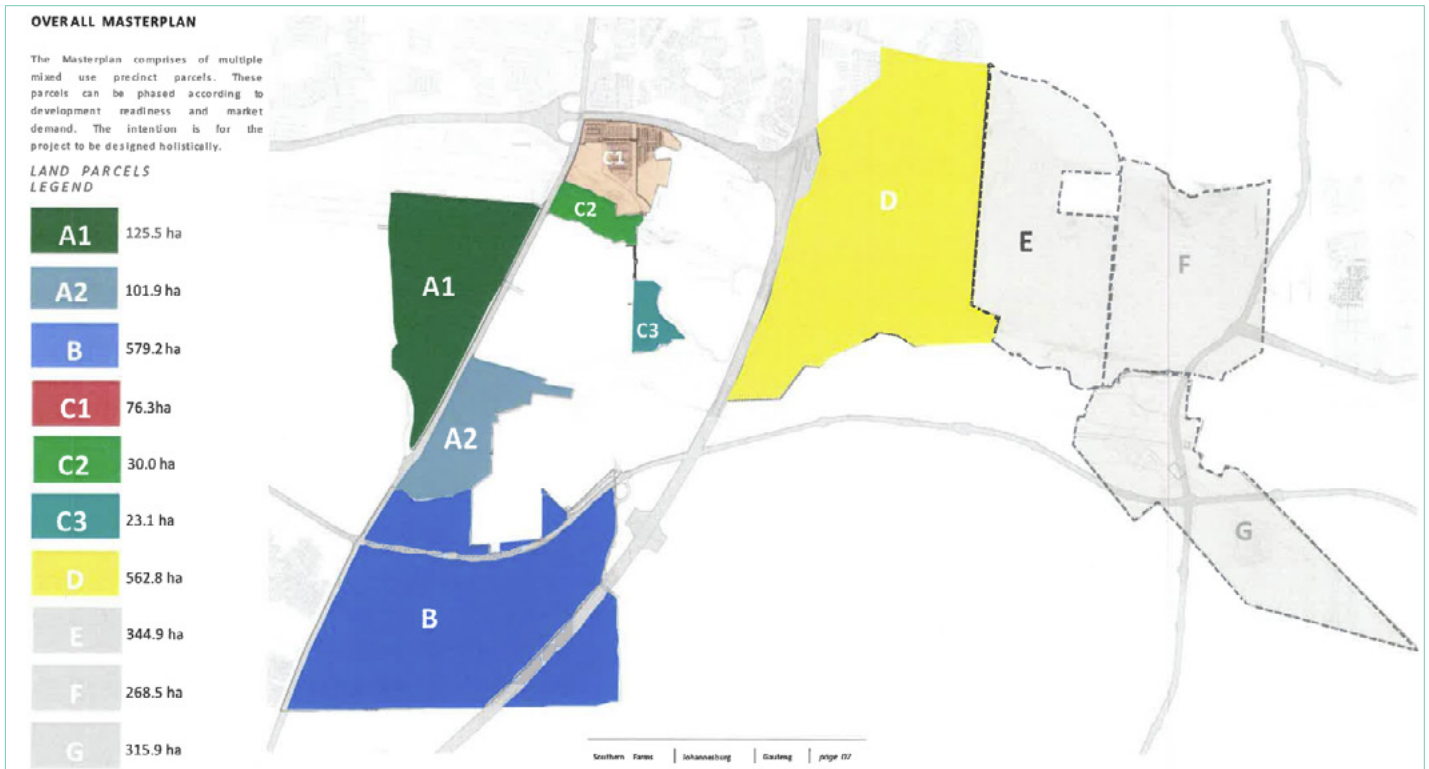 OVERALL MASTERPLAN
The Masterplan comprises of multiple
mixed use precinct parcels. These
parcels can be phased according to
development readiness and market
demand. The intention is for the
project to be designed holistically.
LAND PARCELS
LEGEND
A1 125.5 ha
A2 101.9 ha
B 579.2 ha
C1 76.3ha
C2 30.0 ha
C3 23.1 ha
D 562.8 ha
E 344.9 ha
F 268.5 ha
G 315.9 ha
C1
C2
D
E
F
A1
C3
A2
G
B
Southern Farms | Johannesburg | Gauteng | page 07